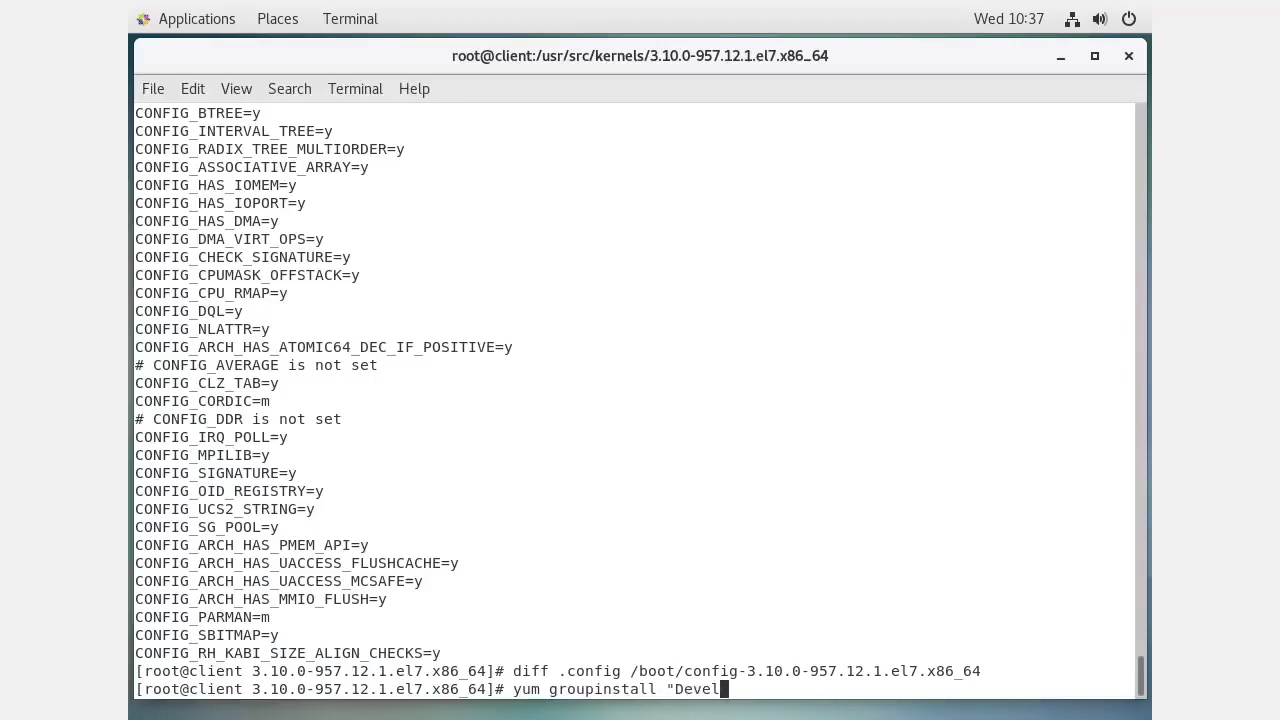 Applications Places Terminal Wed 10:37
root@client:/usr/src/kernels/3.10.0-957.12.1.el7.x86_64
File Edit View Search Terminal Help
CONFIG_BTREE=y
CONFIG_INTERVAL_TREE=y
CONFIG_RADIX_TREE_MULTIORDER=y
CONFIG_ASSOCIATIVE_ARRAY=y
CONFIG_HAS_IOMEM=y
CONFIG_HAS_IOPORT=y
CONFIG_HAS_DMA=y
CONFIG_DMA_VIRT_OPS=y
CONFIG_CHECK_SIGNATURE=y
CONFIG_CPUMASK_OFFSTACK=y
CONFIG_CPU_RMAP=y
CONFIG_DQL=y
CONFIG_NLATTR=y
CONFIG_ARCH_HAS_ATOMIC64_DEC_IF_POSITIVE=y
# CONFIG_AVERAGE is not set
CONFIG_CLZ_TAB=y
CONFIG_CORDIC=m
# CONFIG_DDR is not set
CONFIG_IRQ_POLL=y
CONFIG_MPILIB=y
CONFIG_SIGNATURE=y
CONFIG_OID_REGISTRY=y
CONFIG_UCS2_STRING=y
CONFIG_SG_POOL=y
CONFIG_ARCH_HAS_PMEM_API=y
CONFIG_ARCH_HAS_UACCESS_FLUSHCACHE=y
CONFIG_ARCH_HAS_UACCESS_MCSAFE=y
CONFIG_ARCH_HAS_MMIO_FLUSH=y
CONFIG_PARMAN=m
CONFIG_SBITMAP=y
CONFIG_RH_KABI_SIZE_ALIGN_CHECKS=y
[root@client 3.10.0-957.12.1.el7.x86_64]# diff .config /boot/config-3.10.0-957.12.1.el7.x86_64
[root@client 3.10.0-957.12.1.el7.x86_64]# yum groupinstall "Devel